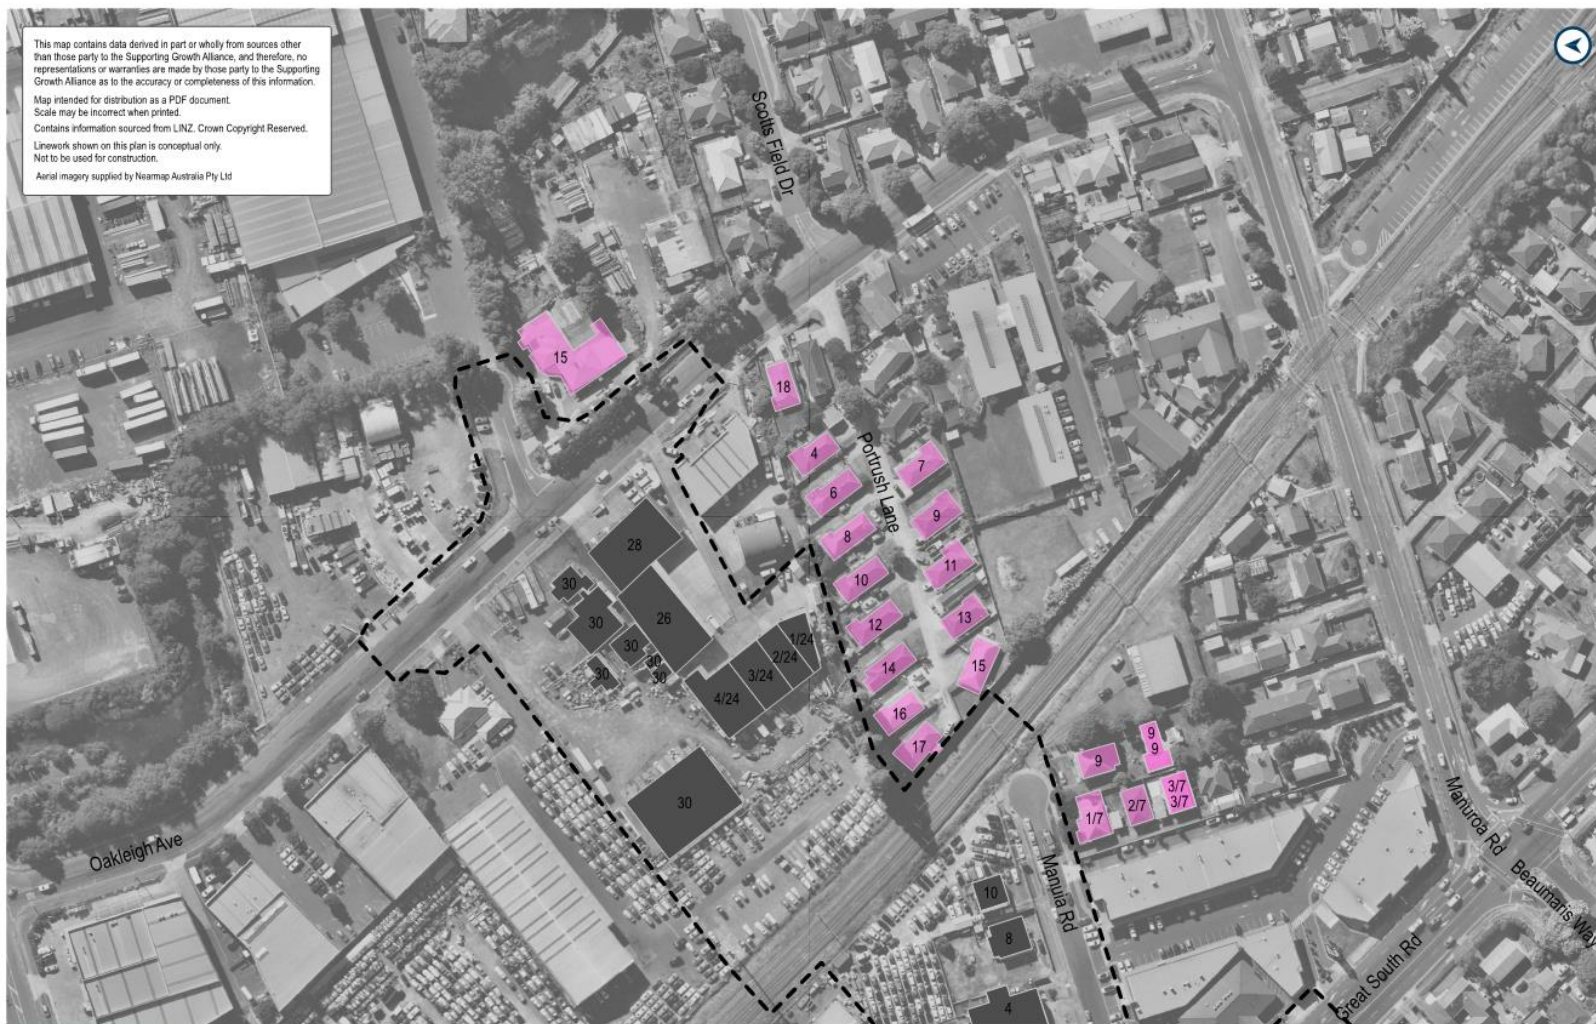 This map contains data derived in part or wholly from sources other
than those party to the Supporting Growth Alliance, and therefore, no
representations or warranties are made by those party to the Supporting
Growth Alliance as to the accuracy or completeness of this information.
Map intended for distribution as a PDF document.
Scale may be incorrect when printed.
Contains information sourced from LINZ. Crown Copyright Reserved.
Linework shown on this plan is conceptual only.
Not to be used for construction.
Aerial imagery supplied by Nearmap Australia Pty Ltd
Scotts Field Dr
15
18
4
Portrush Lane
7
6
9
8
28
11
10
30
26
30
12
13
1/24
30
2/24
30
14
15
30
30
3/24
4/24
16
17
9
9
9
30
3/7
3/7
2/7
1/7
Oakleigh Ave
Manuroa Rd
Beaumaris Way
10
Manuia Rd
8
Great South Rd
4